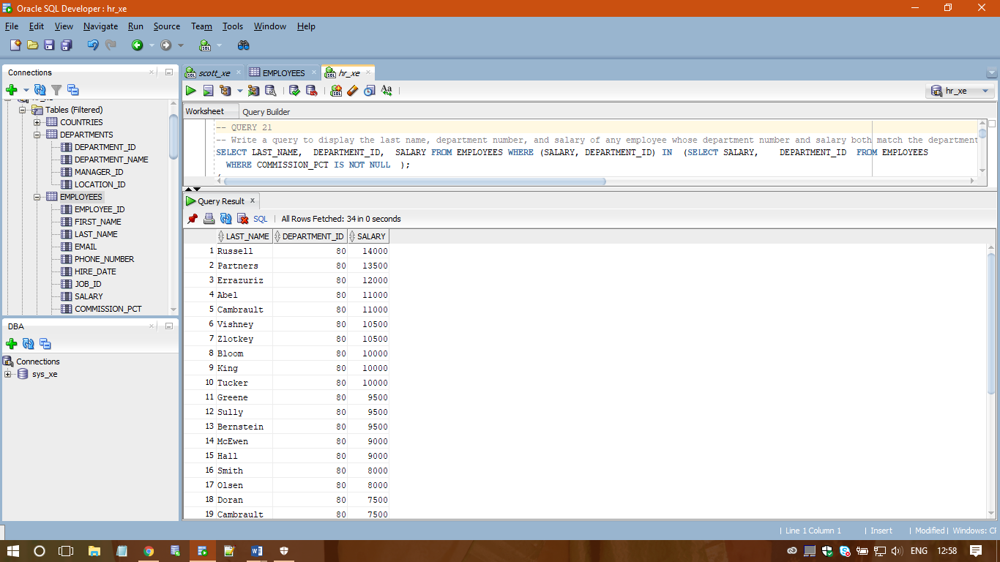 Oracle SQL Developer : hr_xe
File Edit View Navigate Run Source Team Tools Window Help
Connections
Tables (Filtered)
COUNTRIES
DEPARTMENTS
DEPARTMENT_ID
DEPARTMENT_NAME
MANAGER_ID
LOCATION_ID
EMPLOYEES
EMPLOYEE_ID
FIRST_NAME
LAST_NAME
EMAIL
PHONE_NUMBER
HIRE_DATE
JOB_ID
SALARY
COMMISSION_PCT
DBA
Connections
sys_xe
scott_xe EMPLOYEES hr_xe
hr_xe
Worksheet Query Builder
-- QUERY 21
-- Write a query to display the last name, department number, and salary of any employee whose department number and salary both match the department
SELECT LAST_NAME, DEPARTMENT_ID, SALARY FROM EMPLOYEES WHERE (SALARY, DEPARTMENT_ID) IN (SELECT SALARY, DEPARTMENT_ID FROM EMPLOYEES
WHERE COMMISSION_PCT IS NOT NULL );
Query Result x
SQL | All Rows Fetched: 34 in 0 seconds
LAST_NAME DEPARTMENT_ID SALARY
1 Russell 80 14000
2 Partners 80 13500
3 Errazuriz 80 12000
4 Abel 80 11000
5 Cambrault 80 11000
6 Vishney 80 10500
7 Zlotkey 80 10500
8 Bloom 80 10000
9 King 80 10000
10 Tucker 80 10000
11 Greene 80 9500
12 Sully 80 9500
13 Bernstein 80 9500
14 McEwen 80 9000
15 Hall 80 9000
16 Smith 80 8000
17 Olsen 80 8000
18 Doran 80 7500
19 Cambrault 80 7500
| Line 1 Column 1 | Insert | Modified | Windows: CF
ENG 12:58